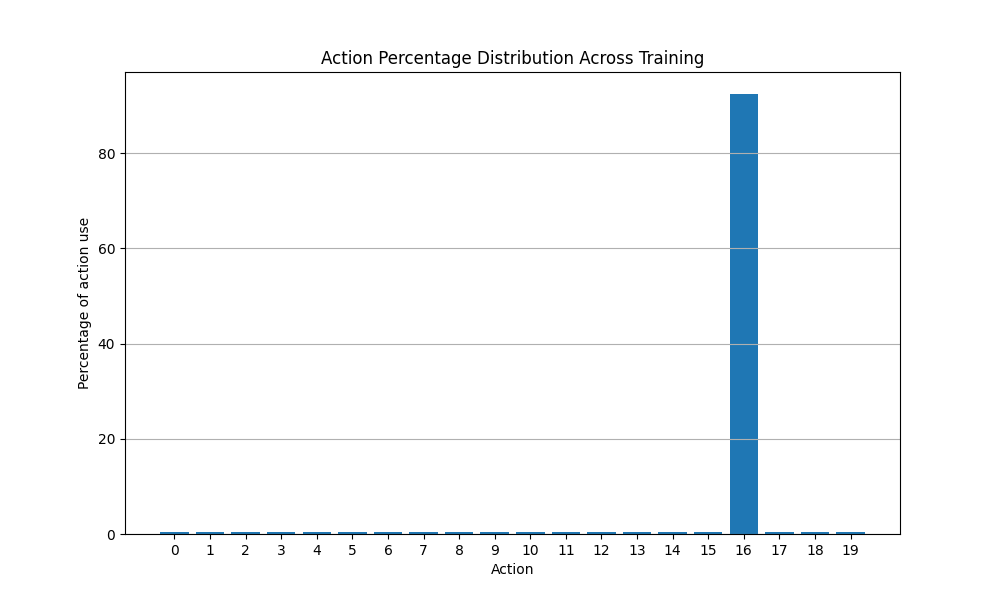 Action Percentage Distribution Across Training
Percentage of action use
80
60
40
20
0
0 1 2 3 4 5 6 7 8 9 10 11 12 13 14 15 16 17 18 19
Action